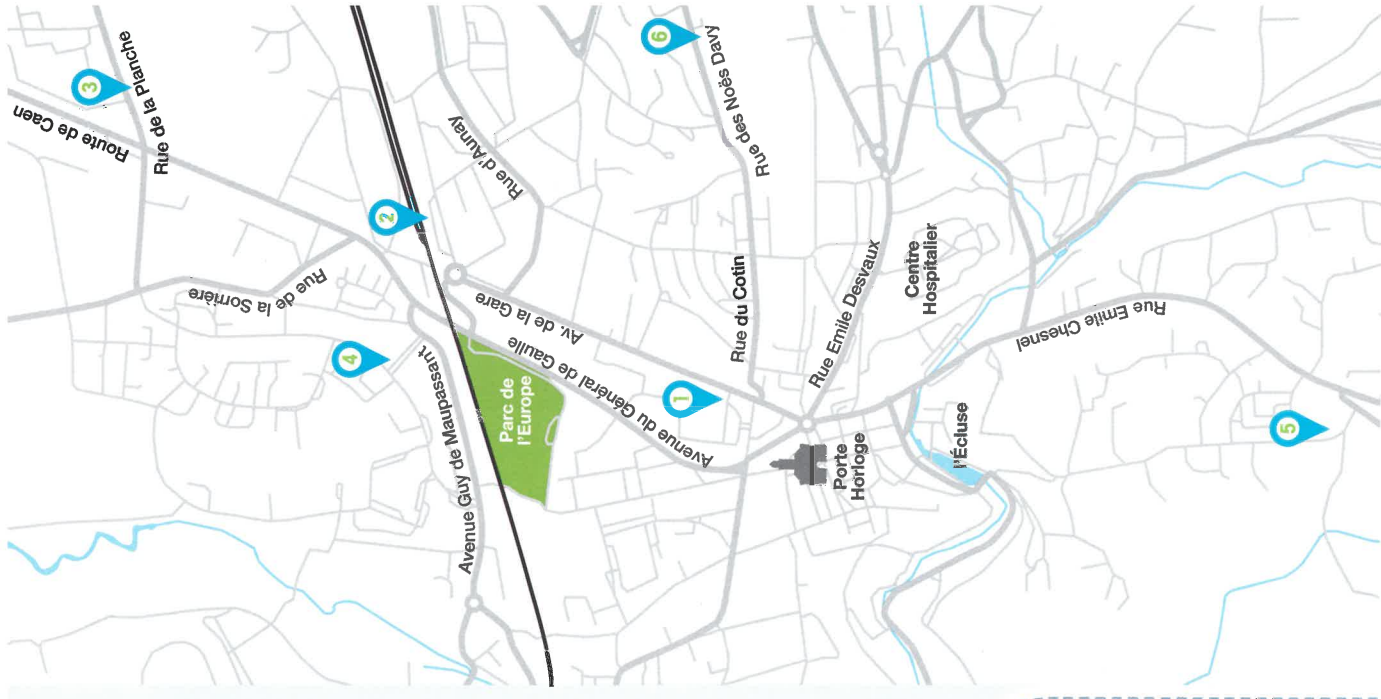 Route de Caen
Rue de la Planche
3
6
Rue des Noës Davy
Rue d'Aunay
2
Rue de la Sorrière
4
Av. de la Gare
Avenue Guy de Maupassant
Parc de
l'Europe
Avenue du Général de Gaulle
1
Rue du Cotin
Rue Emile Desvaux
Centre
Hospitalier
Rue Emile Chesnel
Porte
Horloge
l'Écluse
5